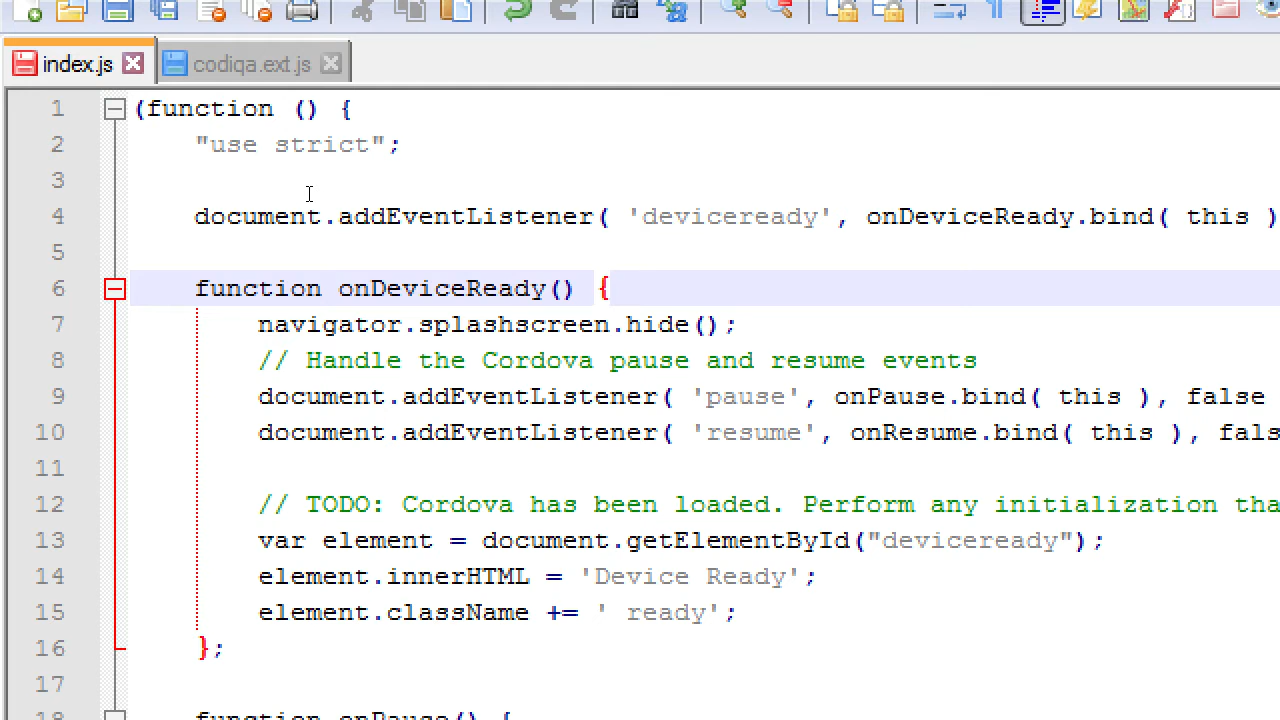 index.js
codiqa.ext.js
1 (function () {
2 "use strict";
3
4 document.addEventListener( 'deviceready', onDeviceReady.bind( this )
5
6 function onDeviceReady() {
7 navigator.splashscreen.hide();
8 // Handle the Cordova pause and resume events
9 document.addEventListener( 'pause', onPause.bind( this ), false
10 document.addEventListener( 'resume', onResume.bind( this ), fals
11
12 // TODO: Cordova has been loaded. Perform any initialization tha
13 var element = document.getElementById("deviceready");
14 element.innerHTML = 'Device Ready';
15 element.className += ' ready';
16 };
17
18 function onPause() {